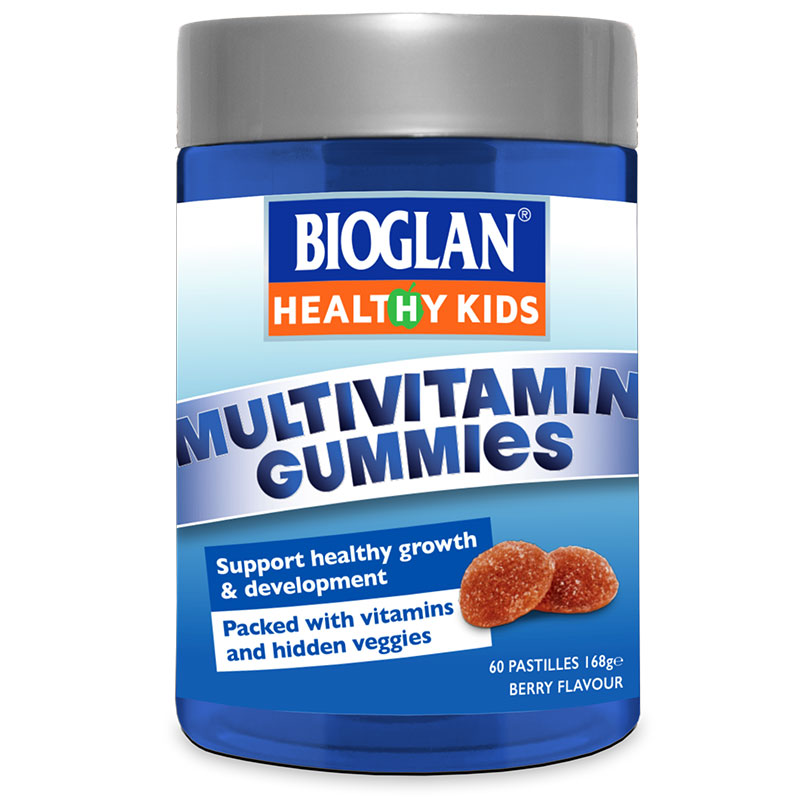 BIOGLAN®
HEALTHY KIDS
MULTIVITAMIN
GUMMIES
Support healthy growth
& development
Packed with vitamins
and hidden veggies
60 PASTILLES 168g℮
BERRY FLAVOUR